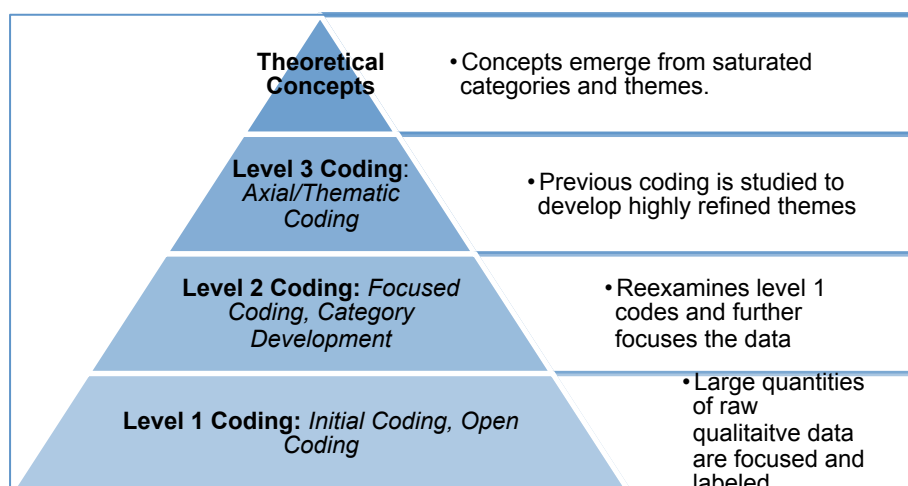 Theoretical
Concepts
• Concepts emerge from saturated
categories and themes.
Level 3 Coding:
Axial/Thematic
Coding
• Previous coding is studied to
develop highly refined themes
Level 2 Coding: Focused
Coding, Category
Development
• Reexamines level 1
codes and further
focuses the data
Level 1 Coding: Initial Coding, Open
Coding
• Large quantities
of raw
qualitaitve data
are focused and
labeled